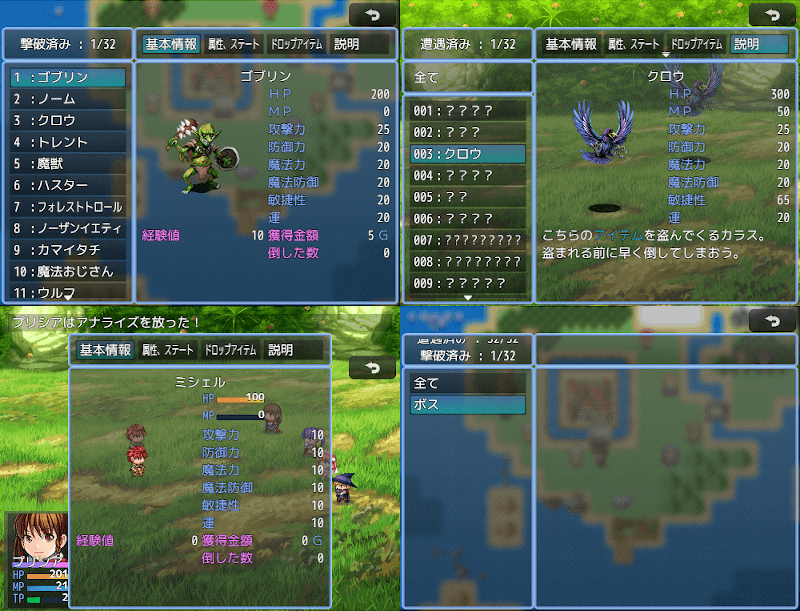 撃破済み : 1/32
基本情報 属性、ステート ドロップアイテム 説明
1 :ゴブリン
2 :ノーム
3 :クロウ
4 :トレント
5 :魔獣
6 :ハスター
7 :フォレストトロール
8 :ノーザンイエティ
9 :カマイタチ
10:魔法おじさん
11:ウルフ
ゴブリン
HP 200
MP 0
攻撃力 25
防御力 20
魔法力 20
魔法防御 20
敏捷性 20
運 20
経験値 10 獲得金額 5 G
倒した数 0
遭遇済み : 1/32
基本情報 属性、ステート ドロップアイテム 説明
全て
001:????
002:???
003:クロウ
004:????
005:??
006:????
007:?????????
008:????????
009:?????
クロウ
HP 300
MP 50
攻撃力 25
防御力 20
魔法力 20
魔法防御 20
敏捷性 65
運 20
こちらのアイテムを盗んでくるカラス。
盗まれる前に早く倒してしまおう。
プリシアはアナライズを放った!
基本情報 属性、ステート ドロップアイテム 説明
ミシェル
HP 100
MP 0
攻撃力 10
防御力 10
魔法力 10
魔法防御 10
敏捷性 10
運 10
経験値 0 獲得金額 0 G
倒した数 0
プリシア
HP 201
MP 21
TP 2
遭遇済み : 32/32
撃破済み : 1/32
全て
ボス